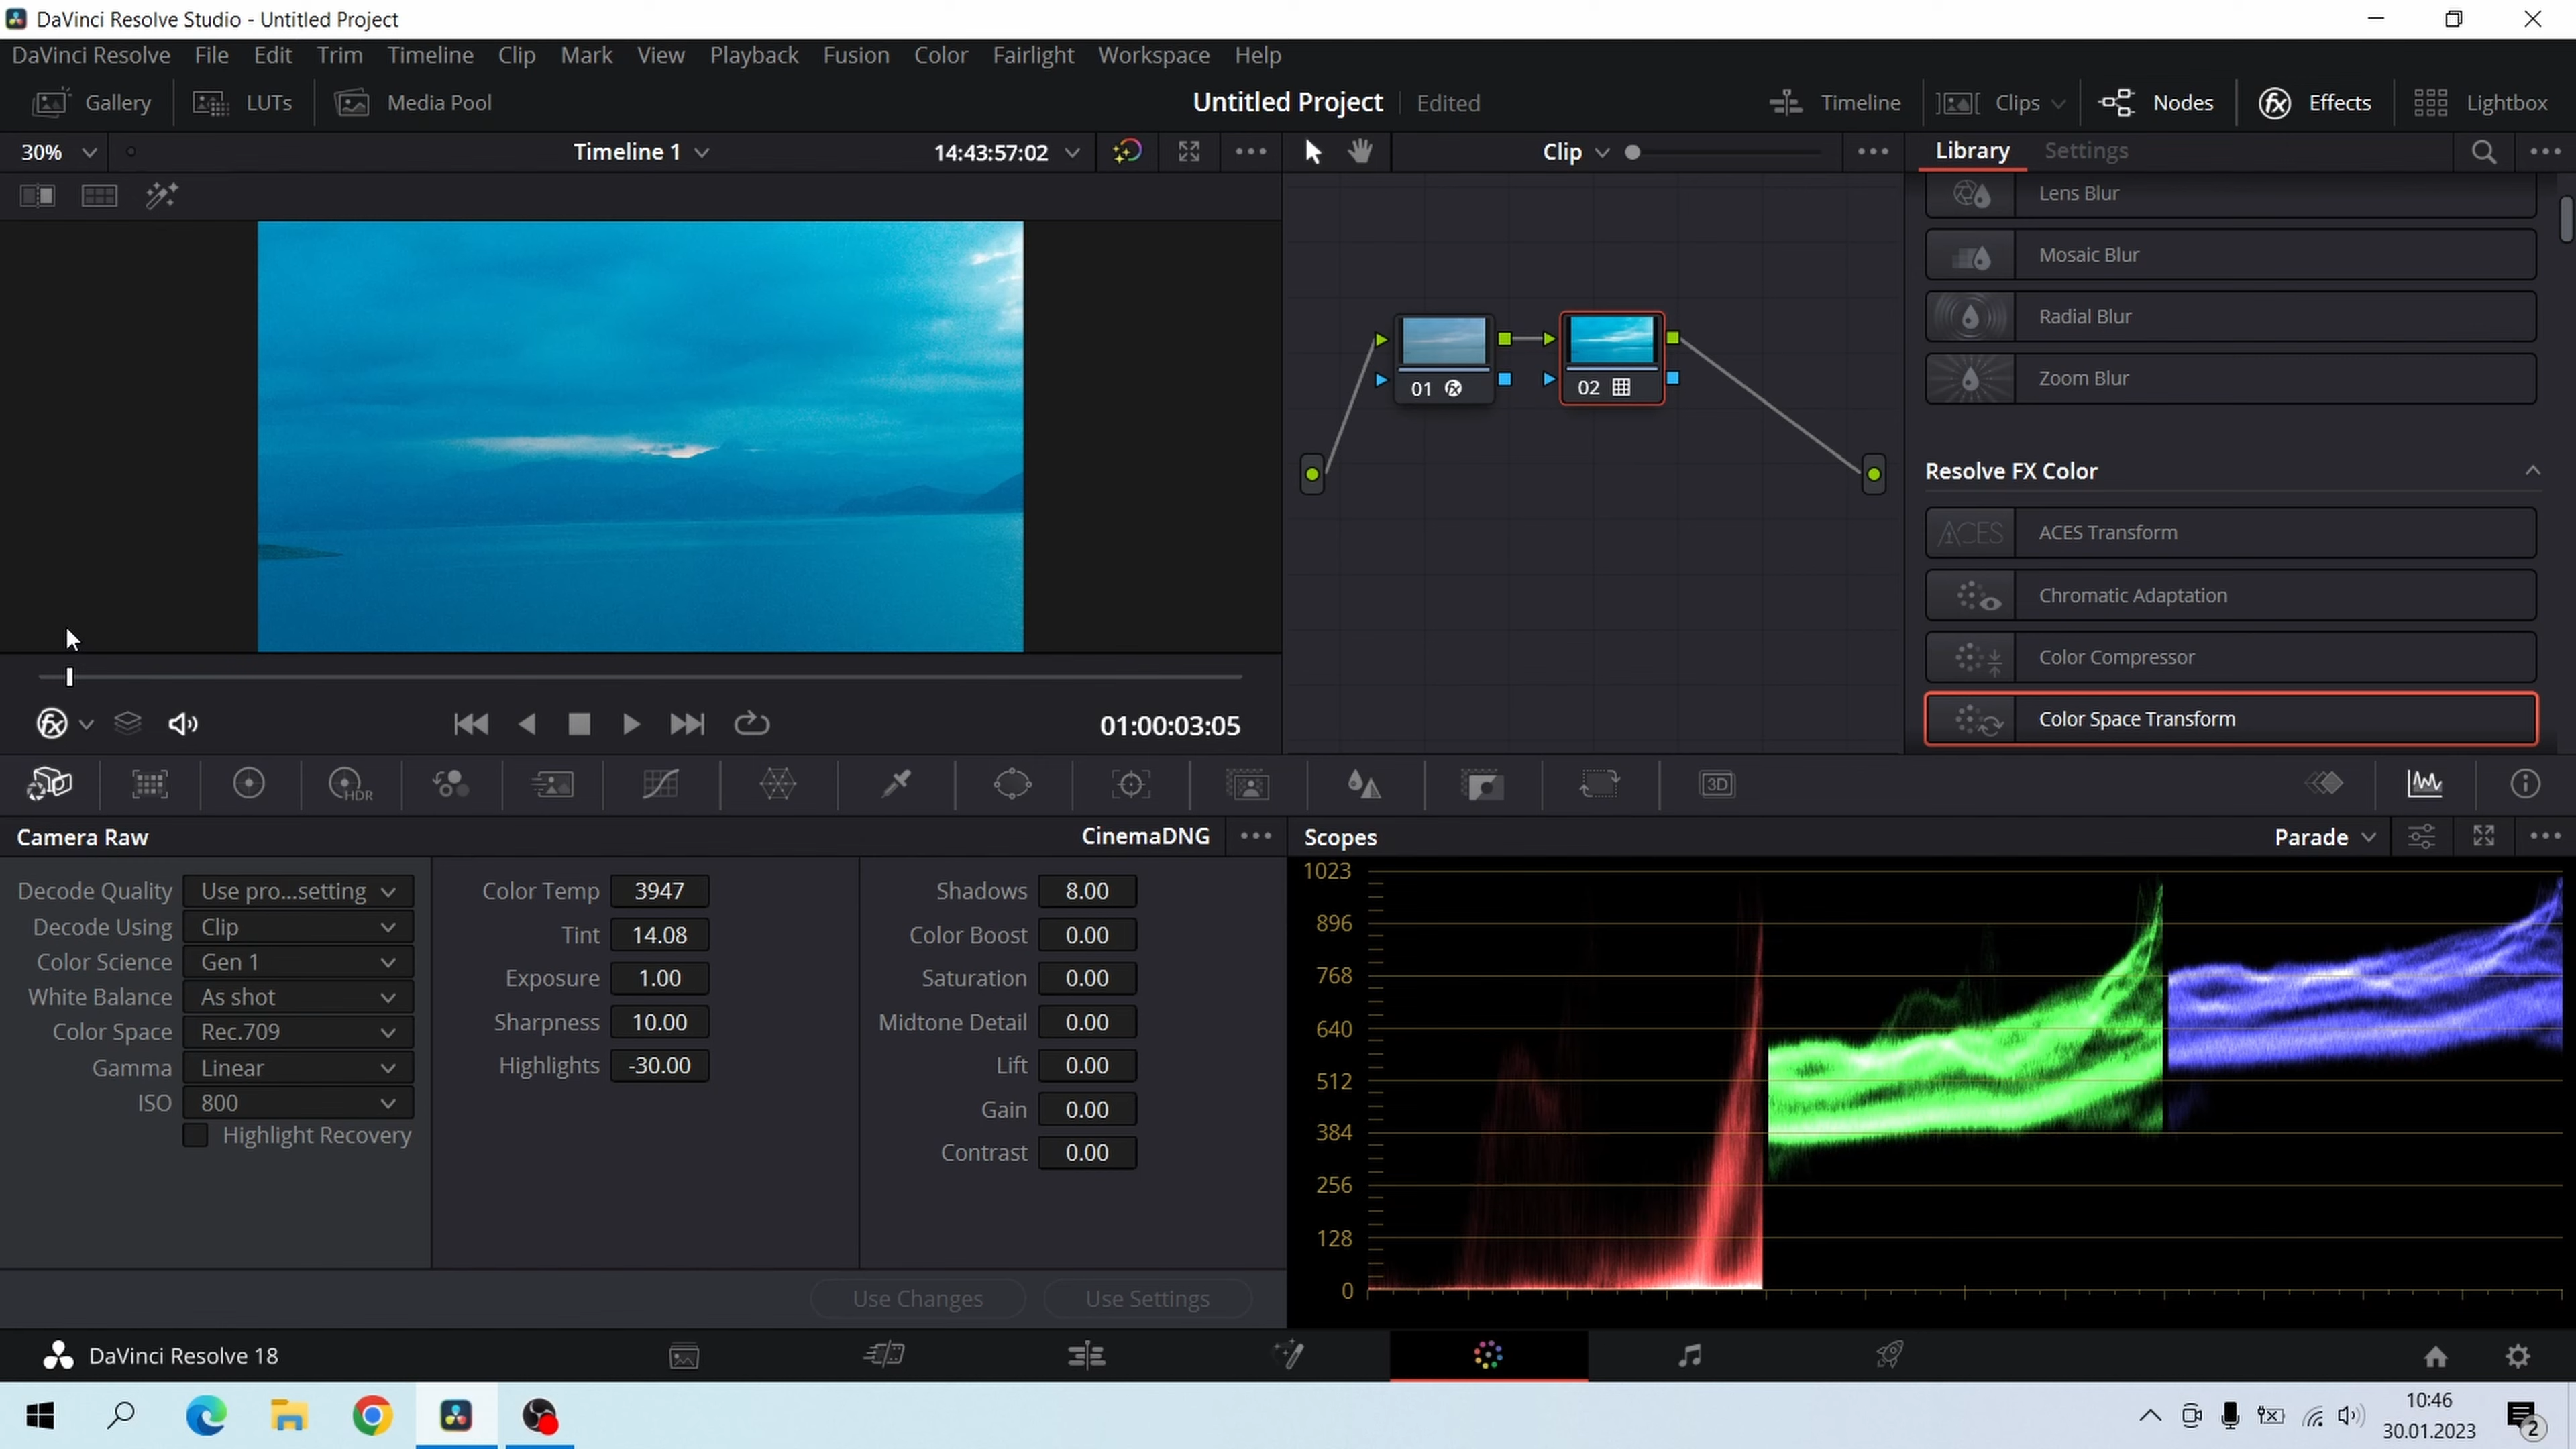 DaVinci Resolve Studio - Untitled Project
DaVinci Resolve File Edit Trim Timeline Clip Mark View Playback Fusion Color Fairlight Workspace Help
Gallery LUTs Media Pool Untitled Project Edited Timeline Clips Nodes Effects Lightbox
30% Timeline 1 14:43:57:02 Clip Library Settings
Lens Blur
Mosaic Blur
Radial Blur
Zoom Blur
01 02
Resolve FX Color
ACES ACES Transform
Chromatic Adaptation
Color Compressor
Color Space Transform
01:00:03:05
HDR 3D
Camera Raw CinemaDNG
Decode Quality Use pro...setting
Decode Using Clip
Color Science Gen 1
White Balance As shot
Color Space Rec.709
Gamma Linear
ISO 800
Highlight Recovery
Color Temp 3947
Tint 14.08
Exposure 1.00
Sharpness 10.00
Highlights -30.00
Shadows 8.00
Color Boost 0.00
Saturation 0.00
Midtone Detail 0.00
Lift 0.00
Gain 0.00
Contrast 0.00
Use Changes Use Settings
Scopes Parade
1023
896
768
640
512
384
256
128
0
DaVinci Resolve 18
10:46
30.01.2023
2